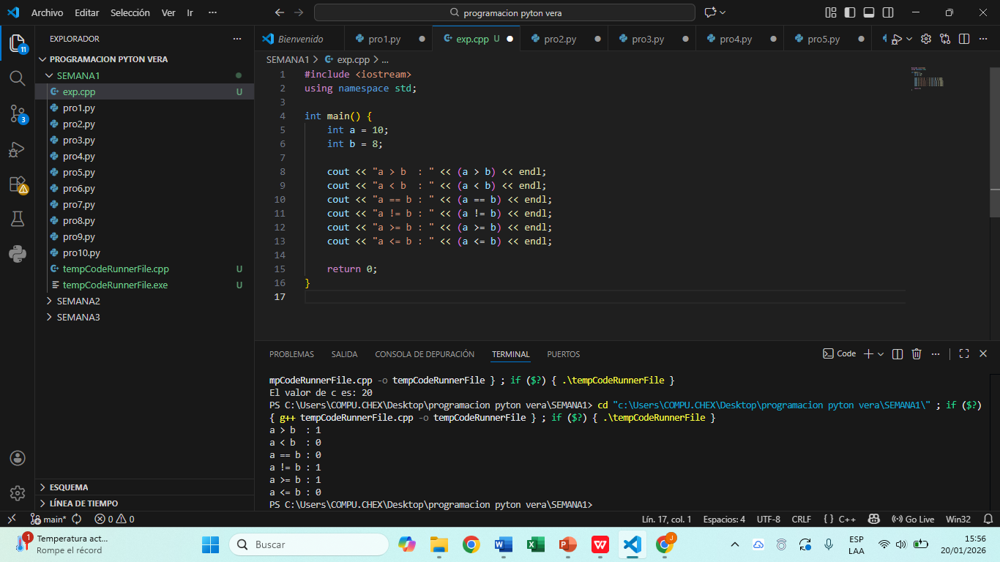 Archivo Editar Selección Ver Ir ··· programacion pyton vera
EXPLORADOR ···
PROGRAMACION PYTON VERA
SEMANA1
exp.cpp U
pro1.py
pro2.py
pro3.py
pro4.py
pro5.py
pro6.py
pro7.py
pro8.py
pro9.py
pro10.py
tempCodeRunnerFile.cpp U
tempCodeRunnerFile.exe U
SEMANA2
SEMANA3
ESQUEMA
LÍNEA DE TIEMPO
11
3
Bienvenido pro1.py exp.cpp U pro2.py pro3.py pro4.py pro5.py
SEMANA1 > exp.cpp > ...
1 #include <iostream>
2 using namespace std;
3
4 int main() {
5     int a = 10;
6     int b = 8;
7
8     cout << "a > b  : " << (a > b) << endl;
9     cout << "a < b  : " << (a < b) << endl;
10     cout << "a == b : " << (a == b) << endl;
11     cout << "a != b : " << (a != b) << endl;
12     cout << "a >= b : " << (a >= b) << endl;
13     cout << "a <= b : " << (a <= b) << endl;
14
15     return 0;
16 }
17
PROBLEMAS SALIDA CONSOLA DE DEPURACIÓN TERMINAL PUERTOS Code
mpCodeRunnerFile.cpp -o tempCodeRunnerFile } ; if ($?) { .\tempCodeRunnerFile }
El valor de c es: 20
PS C:\Users\COMPU.CHEX\Desktop\programacion pyton vera\SEMANA1> cd "c:\Users\COMPU.CHEX\Desktop\programacion pyton vera\SEMANA1\" ; if ($?)
{ g++ tempCodeRunnerFile.cpp -o tempCodeRunnerFile } ; if ($?) { .\tempCodeRunnerFile }
a > b  : 1
a < b  : 0
a == b : 0
a != b : 1
a >= b : 1
a <= b : 0
PS C:\Users\COMPU.CHEX\Desktop\programacion pyton vera\SEMANA1>
main* 0 0 Lín. 17, col. 1 Espacios: 4 UTF-8 CRLF {} C++ Go Live Win32
1 Temperatura act...
Rompe el récord
Buscar
J
ESP
LAA
15:56
20/01/2026